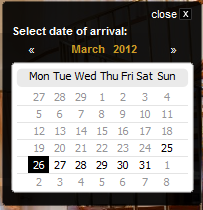 close X
Select date of arrival:
« March 2012 »
Mon Tue Wed Thu Fri Sat Sun
27 28 29 1 2 3 4
5 6 7 8 9 10 11
12 13 14 15 16 17 18
19 20 21 22 23 24 25
26 27 28 29 30 31 1
2 3 4 5 6 7 8